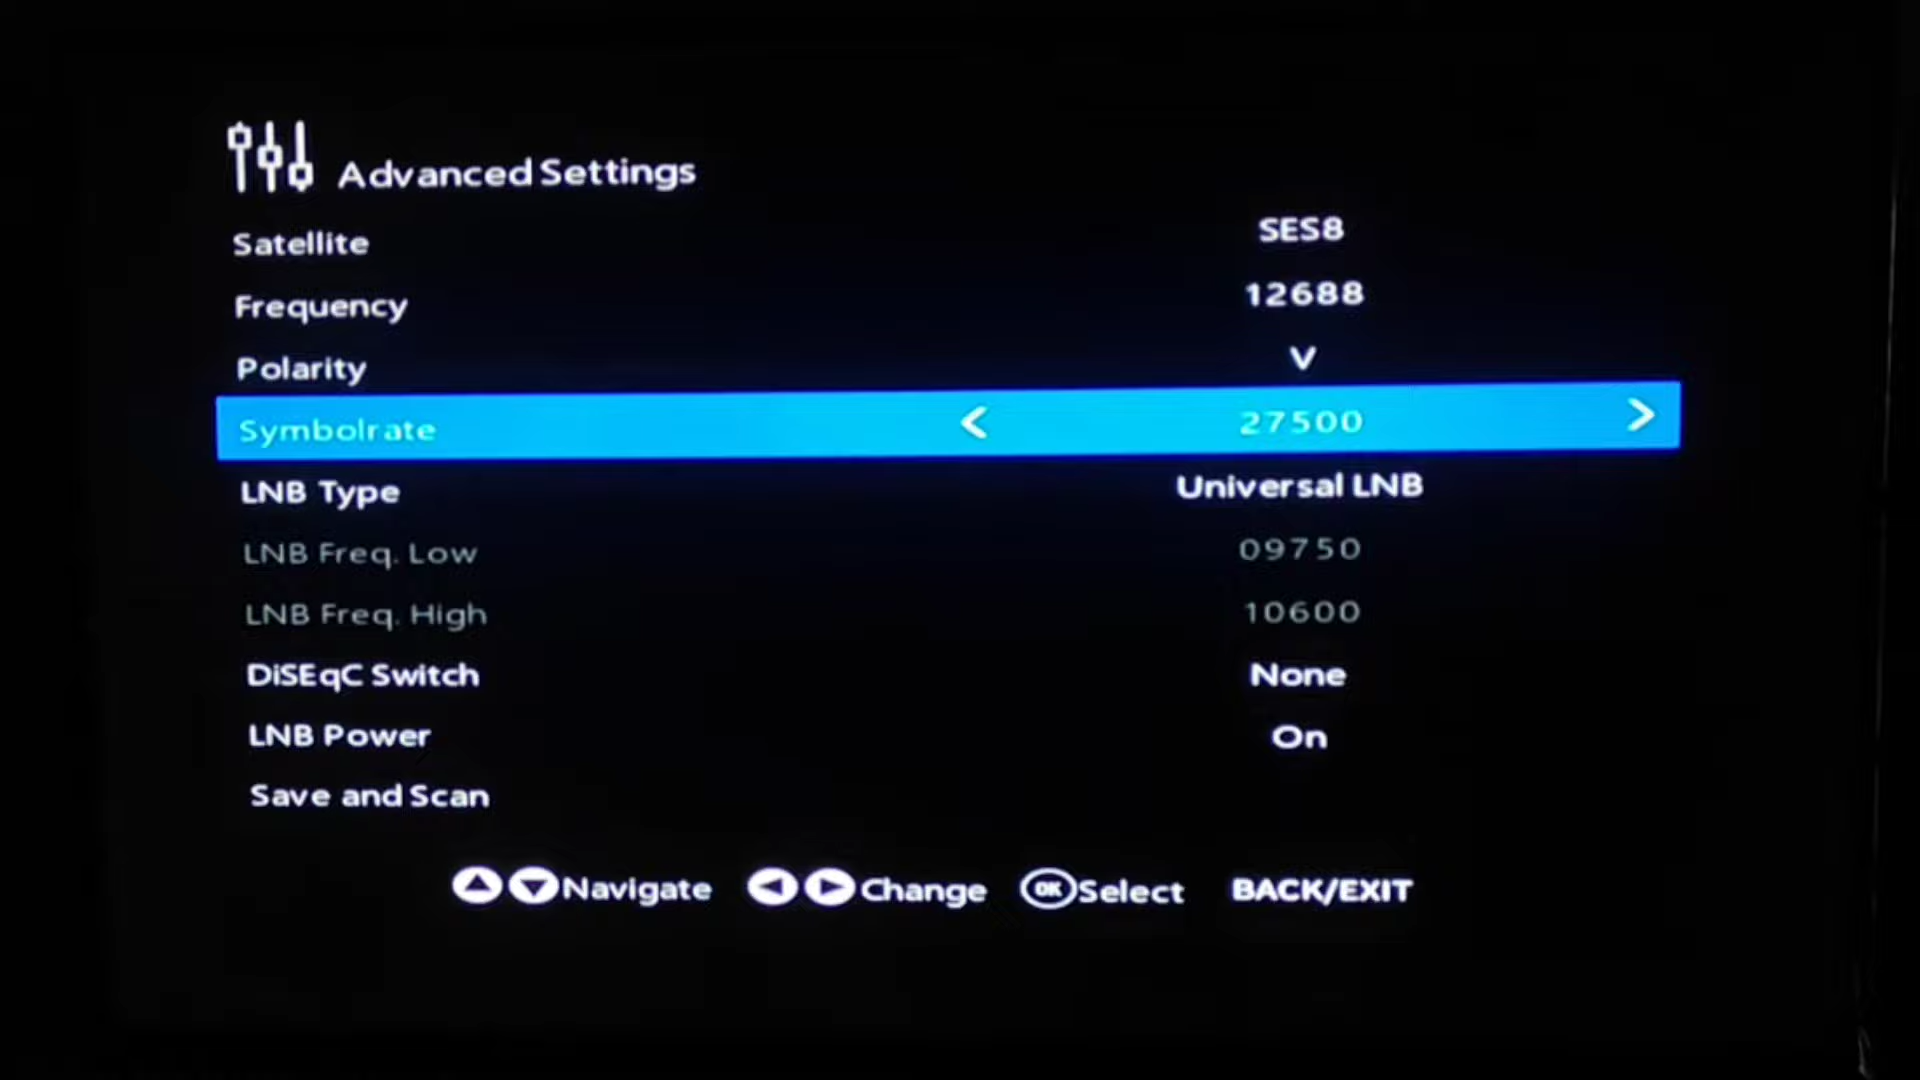 Advanced Settings
Satellite SES8
Frequency 12688
Polarity V
Symbolrate < 27500 >
LNB Type Universal LNB
LNB Freq. Low 09750
LNB Freq. High 10600
DiSEqC Switch None
LNB Power On
Save and Scan
Navigate Change OK Select BACK/EXIT